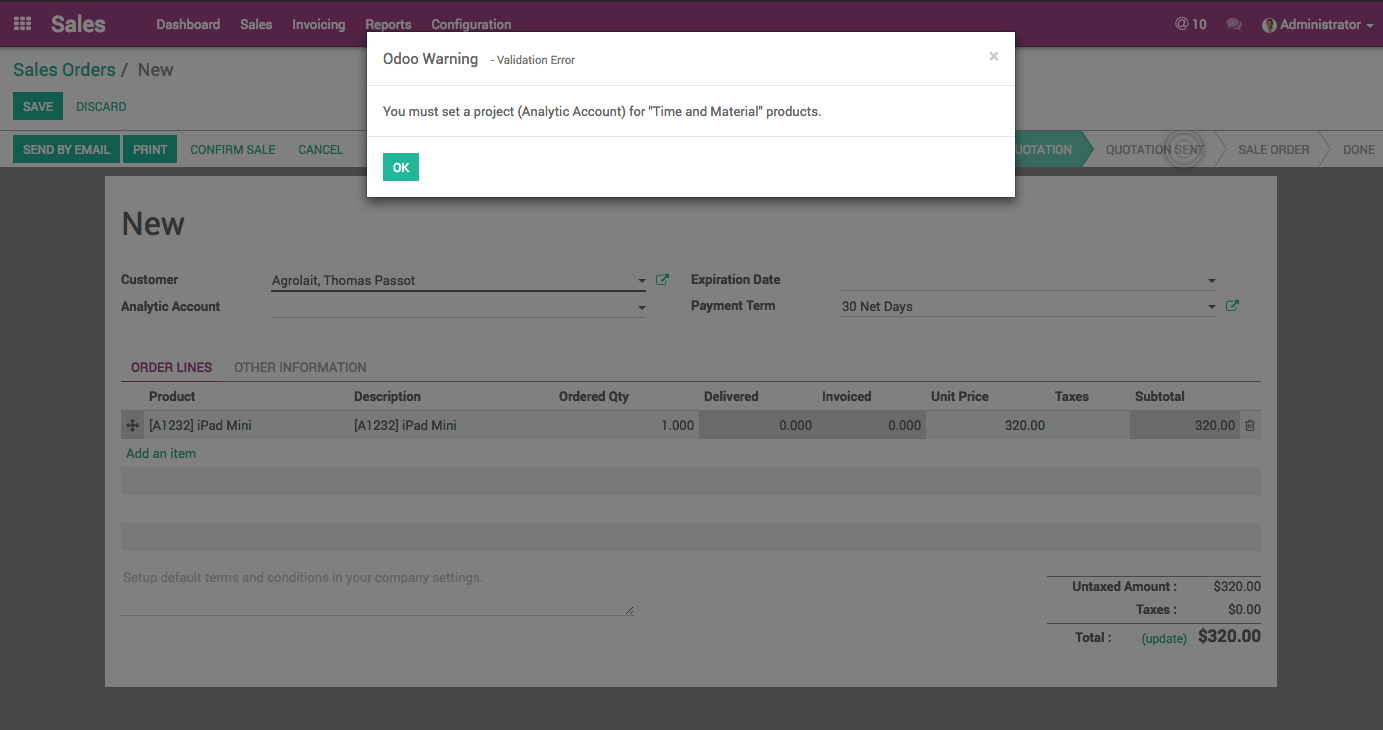 Sales Dashboard Sales Invoicing Reports Configuration @ 10 Administrator
Sales Orders / New
SAVE DISCARD
Odoo Warning - Validation Error ×
You must set a project (Analytic Account) for "Time and Material" products.
OK
SEND BY EMAIL PRINT CONFIRM SALE CANCEL UOTATION QUOTATION SENT SALE ORDER DONE
New
Customer Agrolait, Thomas Passot Expiration Date
Analytic Account Payment Term 30 Net Days
ORDER LINES OTHER INFORMATION
Product Description Ordered Qty Delivered Invoiced Unit Price Taxes Subtotal
[A1232] iPad Mini [A1232] iPad Mini 1.000 0.000 0.000 320.00 320.00
Add an item
Setup default terms and conditions in your company settings.
Untaxed Amount : $320.00
Taxes : $0.00
Total : (update) $320.00